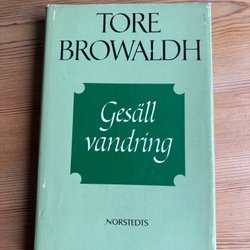 TORE
BROWALDH
Gesäll
vandring
NORSTEDTS